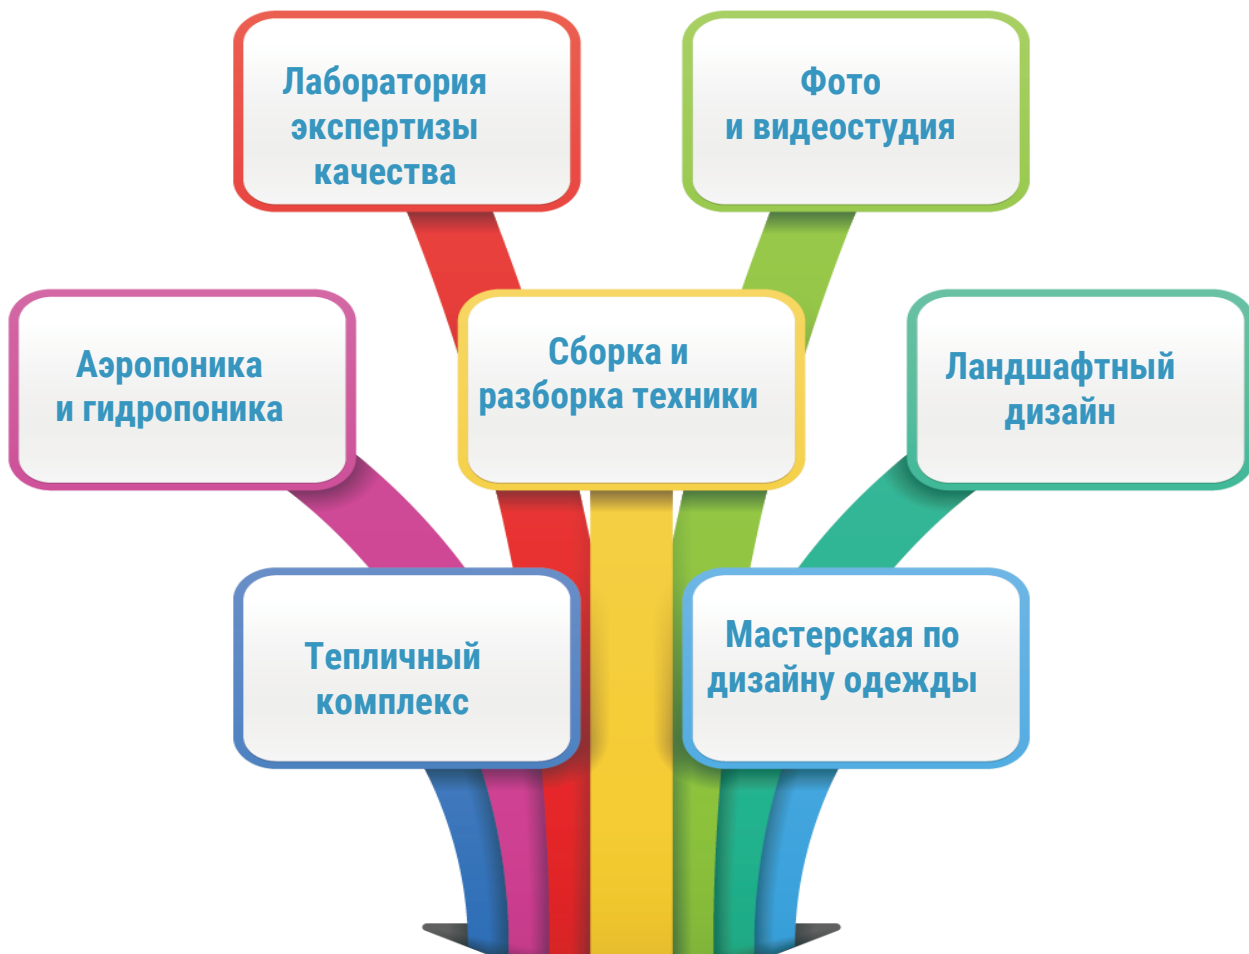 Лаборатория
экспертизы
качества
Фото
и видеостудия
Аэропоника
и гидропоника
Сборка и
разборка техники
Ландшафтный
дизайн
Тепличный
комплекс
Мастерская по
дизайну одежды